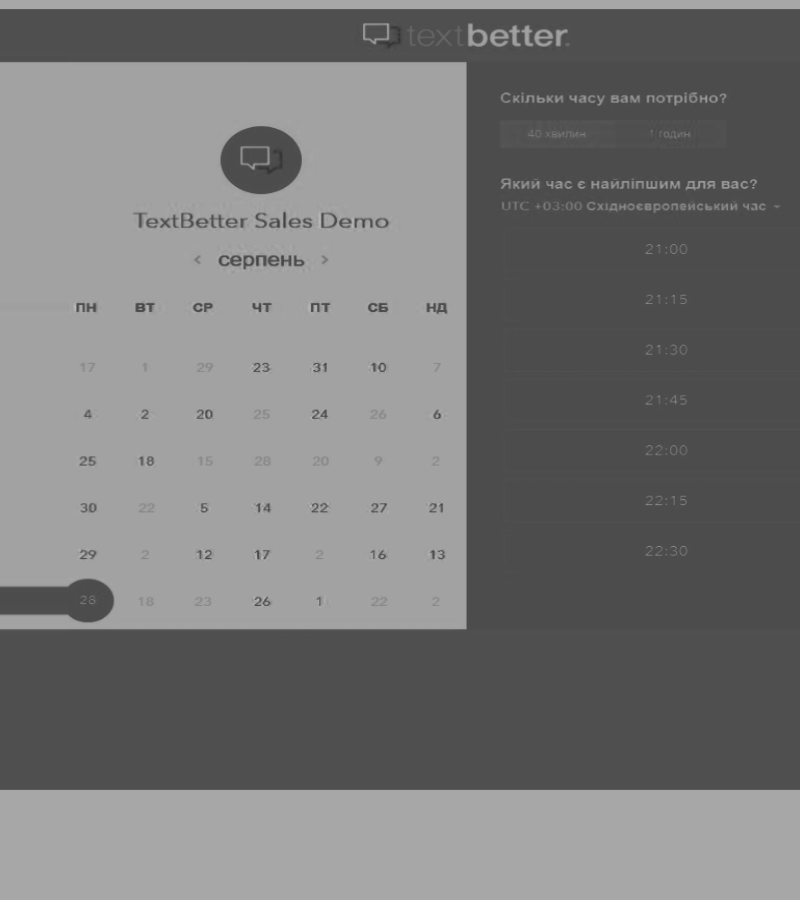 textbetter.
TextBetter Sales Demo
< серпень >
ПН ВТ СР ЧТ ПТ СБ НД
17 1 29 23 31 10 7
4 2 20 25 24 26 6
25 18 15 28 20 9 2
30 22 5 14 22 27 21
29 2 12 17 2 16 13
28 18 23 26 1 22 2
Скільки часу вам потрібно?
40 хвилин 1 годин
Який час є найліпшим для вас?
UTC +03:00 Східноєвропейський час
21:00
21:15
21:30
21:45
22:00
22:15
22:30